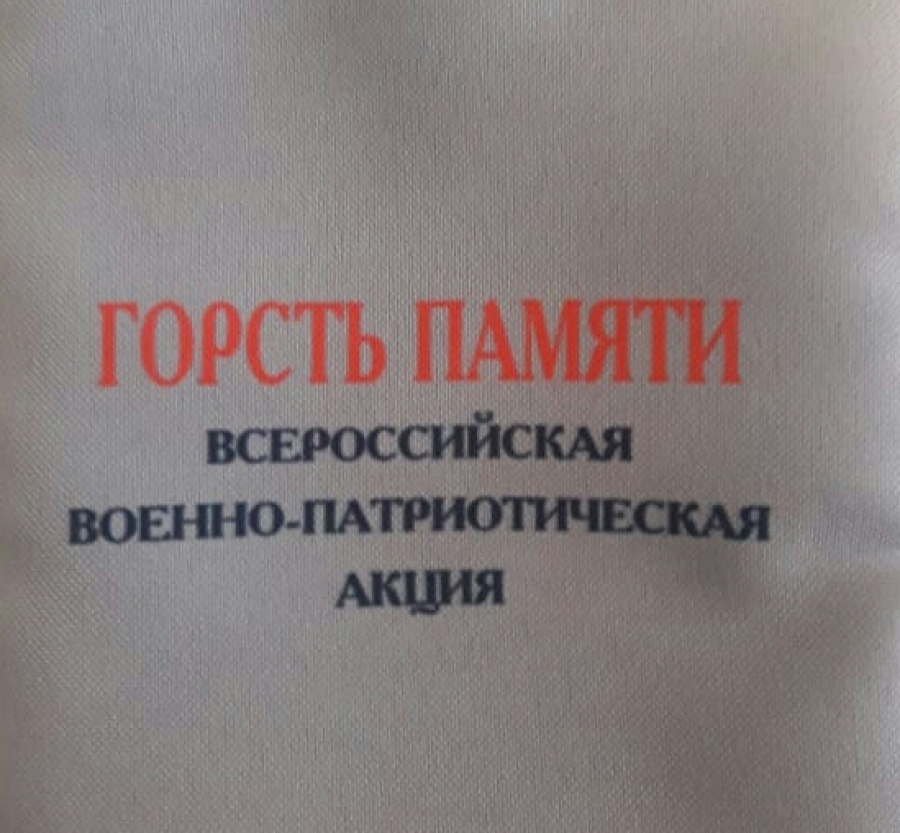 ГОРСТЬ ПАМЯТИ
ВСЕРОССИЙСКАЯ
ВОЕННО-ПАТРИОТИЧЕСКАЯ
АКЦИЯ